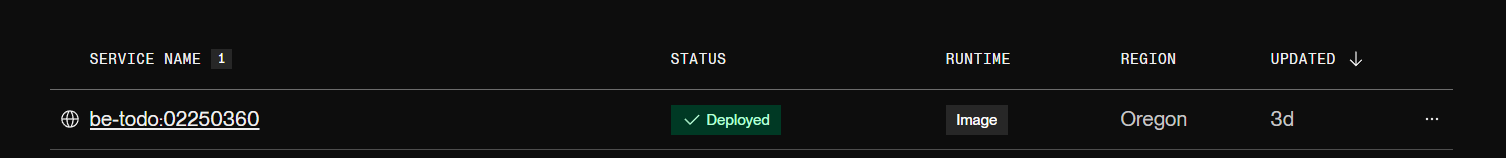 SERVICE NAME 1 STATUS RUNTIME REGION UPDATED ↓
be-todo:02250360 ✓ Deployed Image Oregon 3d ...